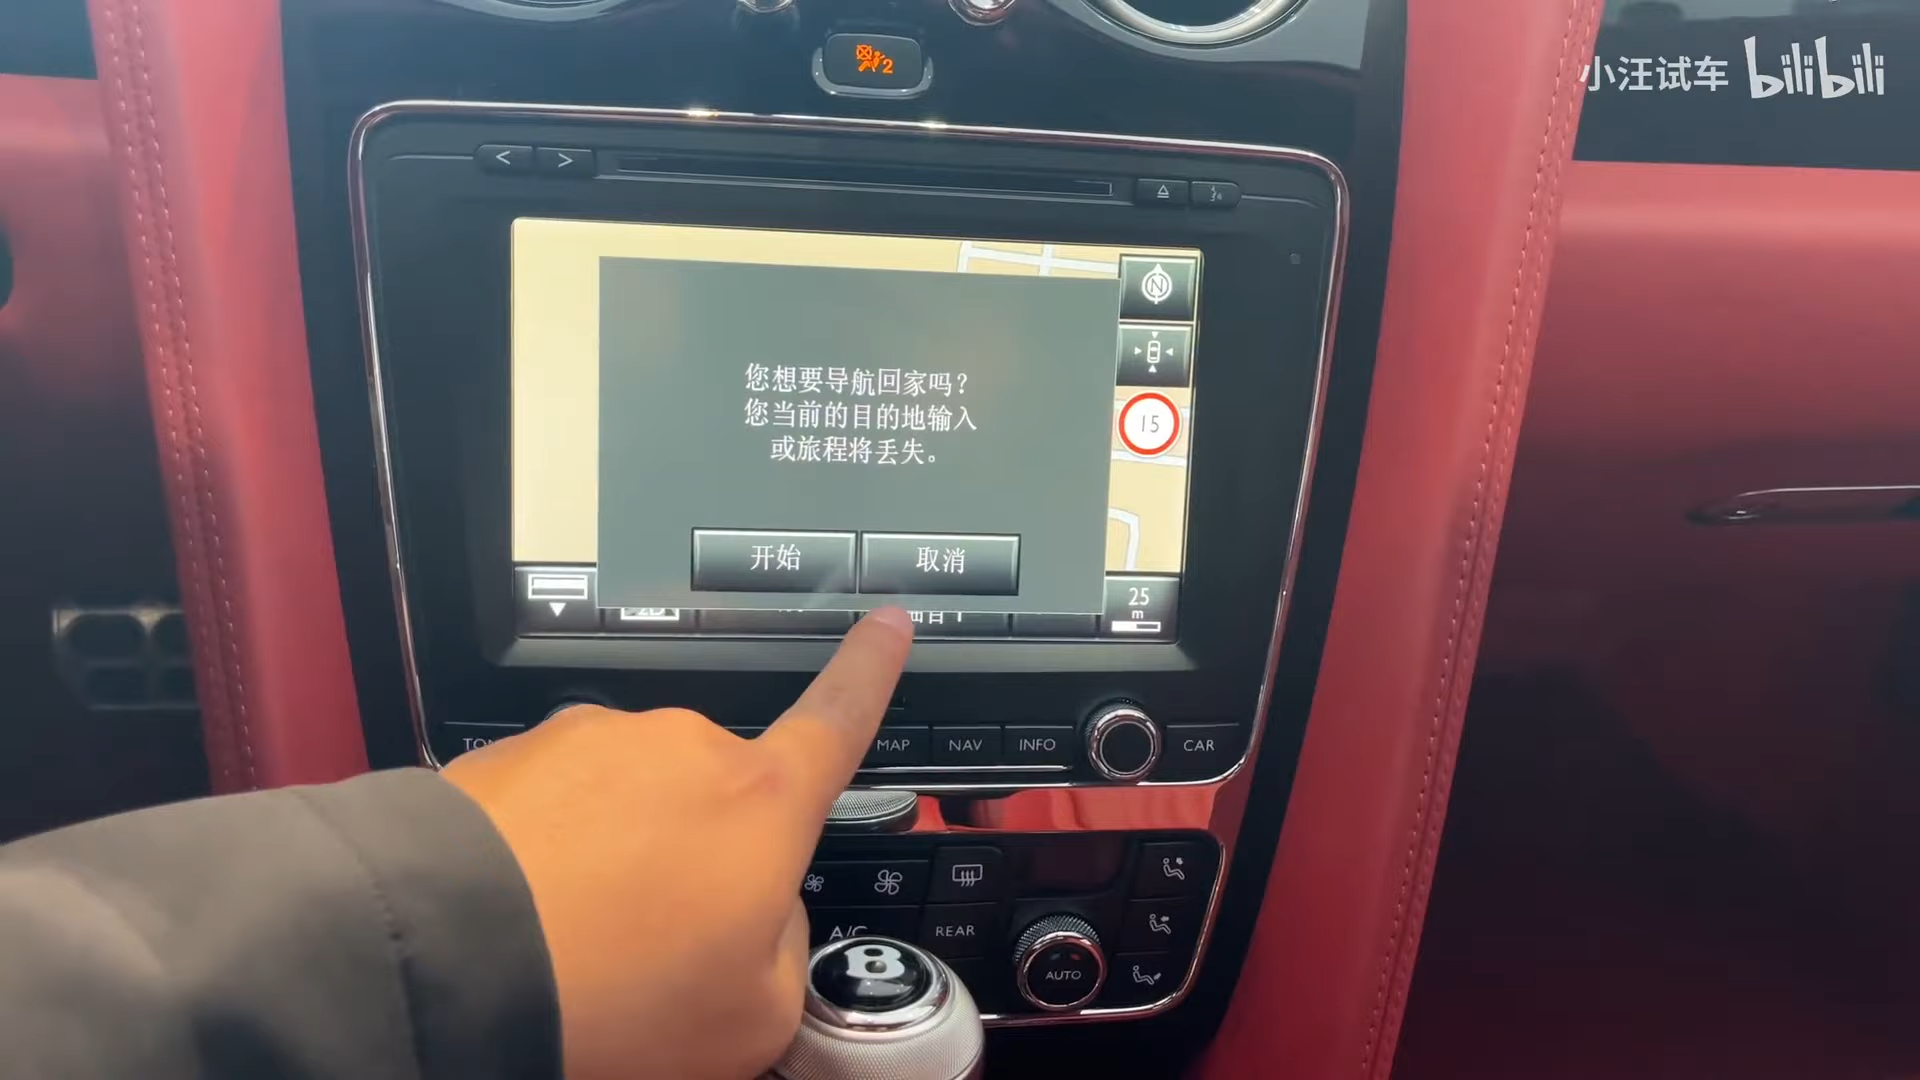 小汪试车 bilibili
2
N
您想要导航回家吗？
您当前的目的地输入
或旅程将丢失。
15
开始
取消
25
m
MAP
NAV
INFO
CAR
A/C
REAR
AUTO
B